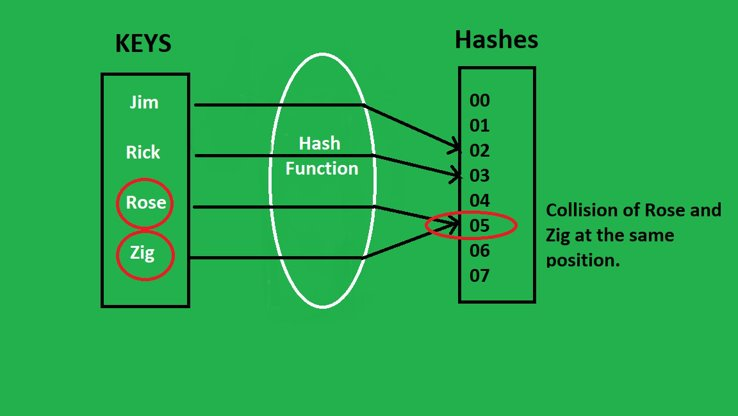 KEYS
Jim
Rick
Rose
Zig
Hash
Function
Hashes
00
01
02
03
04
05
06
07
Collision of Rose and
Zig at the same
position.